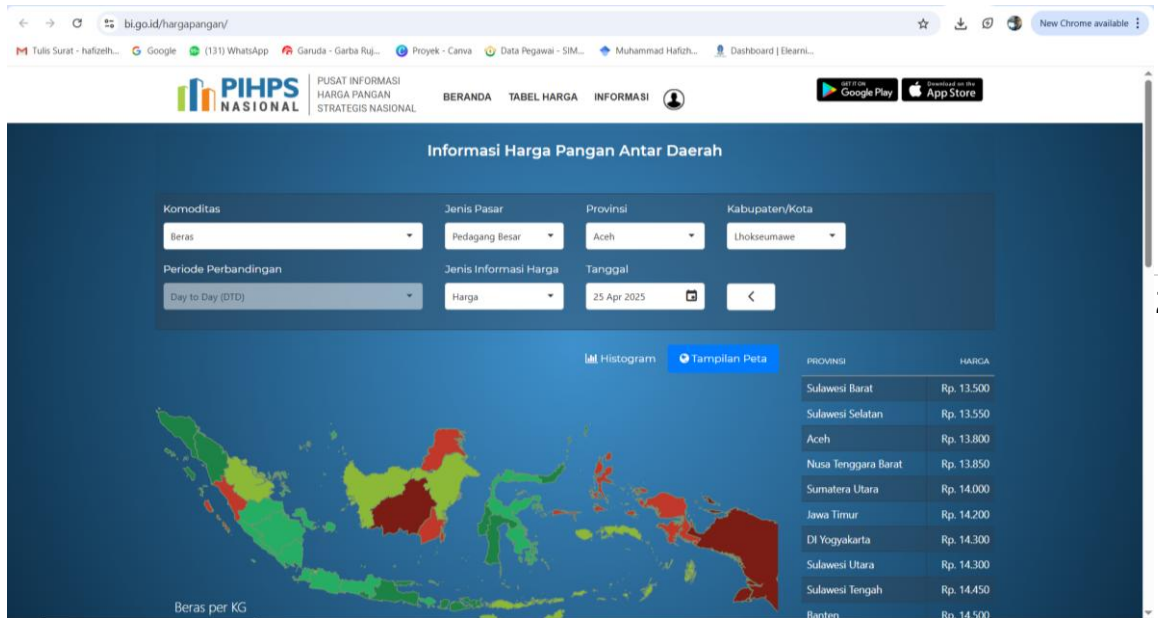 bi.go.id/hargapangan/
New Chrome available
Tulis Surat - hafizelh...
Google
(131) WhatsApp
Garuda - Garba Ruj...
Proyek - Canva
Data Pegawai - SIM...
Muhammad Hafizh...
Dashboard | Elearni...
PIHPS
NASIONAL
PUSAT INFORMASI
HARGA PANGAN
STRATEGIS NASIONAL
BERANDA
TABEL HARGA
INFORMASI
GET IT ON
Google Play
Download on the
App Store
Informasi Harga Pangan Antar Daerah
Komoditas
Jenis Pasar
Provinsi
Kabupaten/Kota
Beras
Pedagang Besar
Aceh
Lhokseumawe
Periode Perbandingan
Jenis Informasi Harga
Tanggal
Day to Day (DTD)
Harga
25 Apr 2025
Histogram
Tampilan Peta
PROVINSI HARGA
Sulawesi Barat Rp. 13.500
Sulawesi Selatan Rp. 13.550
Aceh Rp. 13.800
Nusa Tenggara Barat Rp. 13.850
Sumatera Utara Rp. 14.000
Jawa Timur Rp. 14.200
DI Yogyakarta Rp. 14.300
Sulawesi Utara Rp. 14.300
Sulawesi Tengah Rp. 14.450
Banten Rp. 14.500
Beras per KG